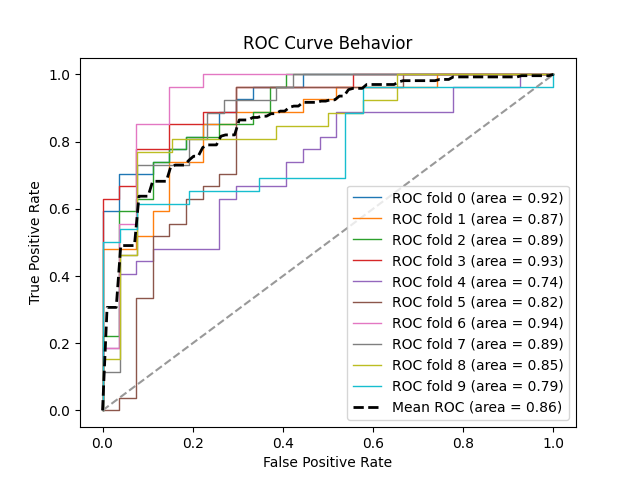 ROC Curve Behavior
True Positive Rate
1.0
0.8
0.6
0.4
0.2
0.0
ROC fold 0 (area = 0.92)
ROC fold 1 (area = 0.87)
ROC fold 2 (area = 0.89)
ROC fold 3 (area = 0.93)
ROC fold 4 (area = 0.74)
ROC fold 5 (area = 0.82)
ROC fold 6 (area = 0.94)
ROC fold 7 (area = 0.89)
ROC fold 8 (area = 0.85)
ROC fold 9 (area = 0.79)
Mean ROC (area = 0.86)
0.0 0.2 0.4 0.6 0.8 1.0
False Positive Rate